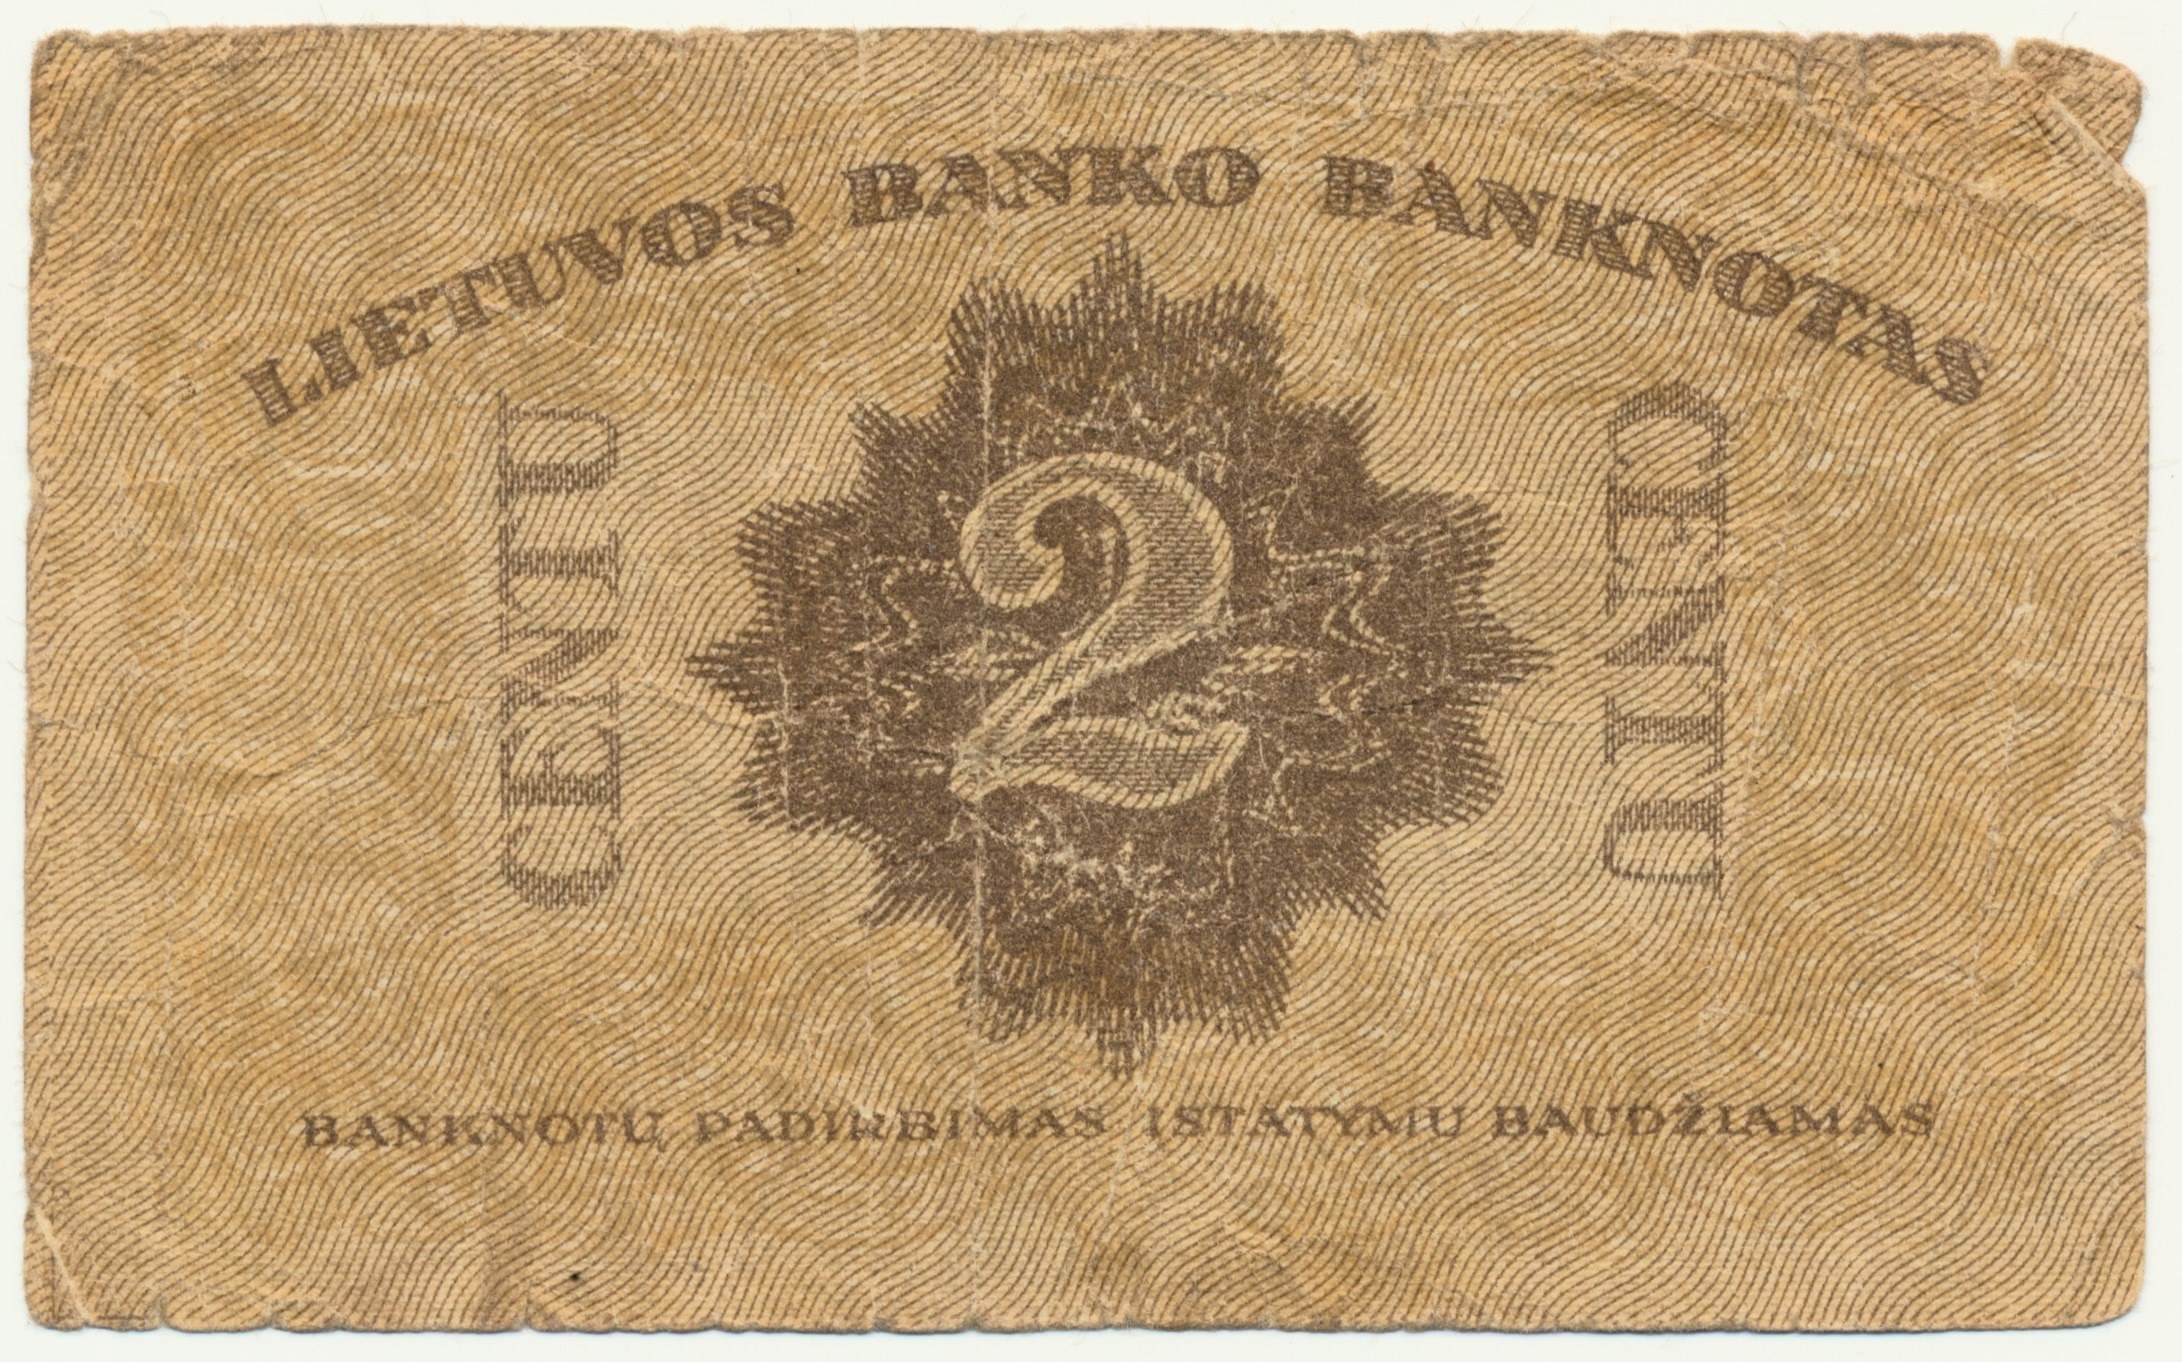 LIETUVOS BANKO BANKNOTAS
CENTU
2
CENTU
BANKNOTŲ PADIRBIMAS ĮSTATYMU BAUDŽIAMAS